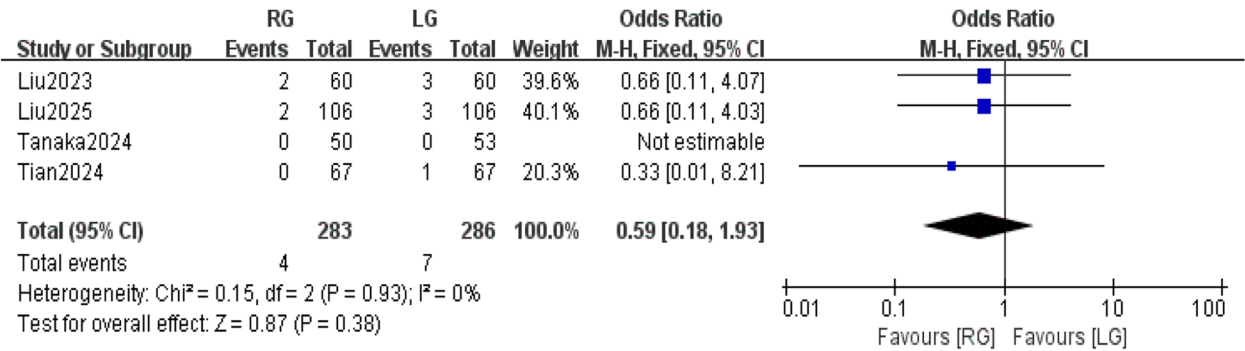 RG LG Odds Ratio Odds Ratio
Study or Subgroup Events Total Events Total Weight M-H, Fixed, 95% CI M-H, Fixed, 95% CI
Liu2023 2 60 3 60 39.6% 0.66 [0.11, 4.07]
Liu2025 2 106 3 106 40.1% 0.66 [0.11, 4.03]
Tanaka2024 0 50 0 53 Not estimable
Tian2024 0 67 1 67 20.3% 0.33 [0.01, 8.21]
Total (95% CI) 283 286 100.0% 0.59 [0.18, 1.93]
Total events 4 7
Heterogeneity: Chi² = 0.15, df = 2 (P = 0.93); I² = 0%
Test for overall effect: Z = 0.87 (P = 0.38)
0.01 0.1 1 10 100
Favours [RG] Favours [LG]